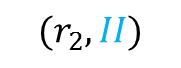 (r₂, II)